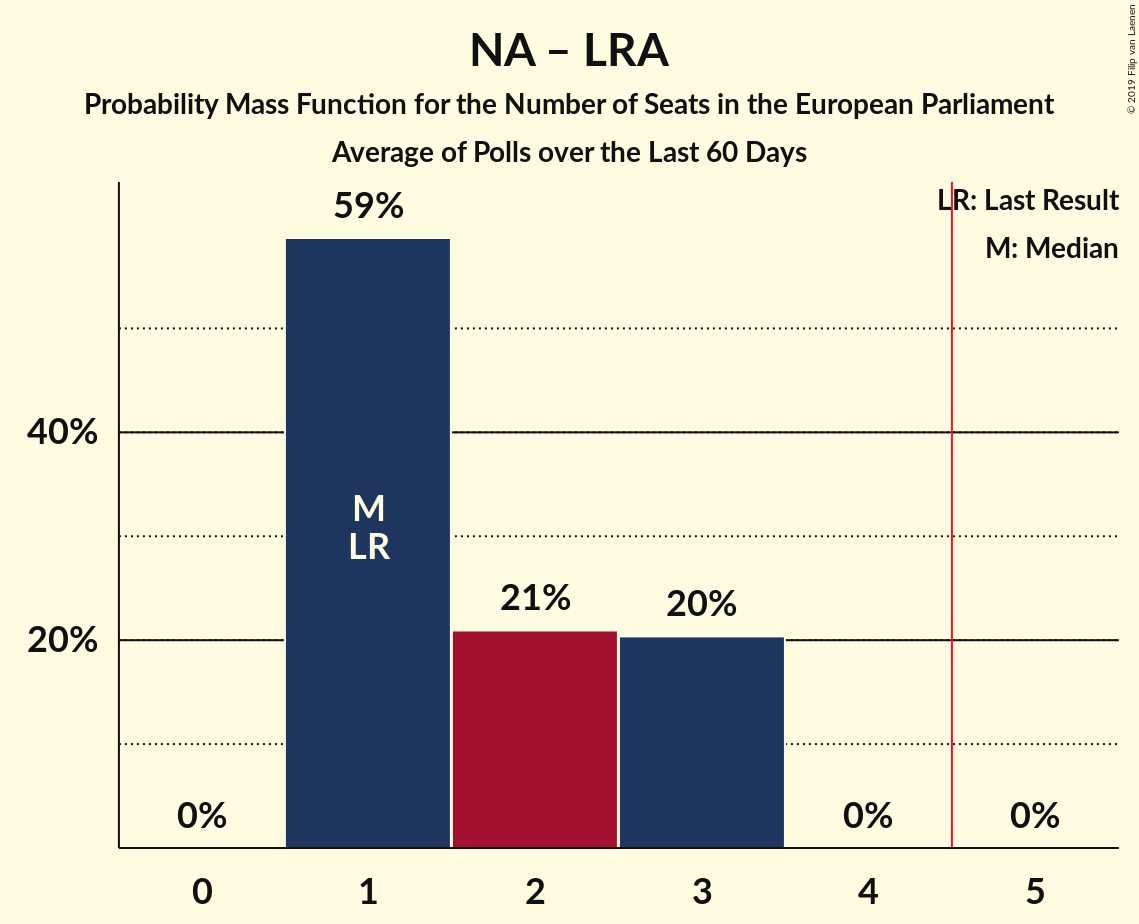 NA – LRA
Probability Mass Function for the Number of Seats in the European Parliament
Average of Polls over the Last 60 Days
© 2019 Filip van Laenen
LR: Last Result
M: Median
59%
40%
M
LR
21%
20%
20%
0%
0%
0%
0
1
2
3
4
5